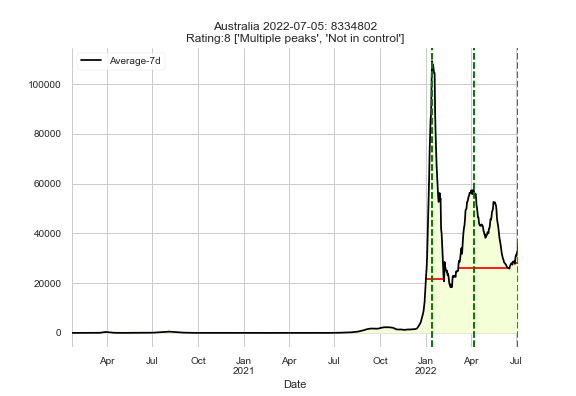 Australia 2022-07-05: 8334802
Rating:8 ['Multiple peaks', 'Not in control']
Average-7d
100000
80000
60000
40000
20000
0
Apr Jul Oct Jan Apr Jul Oct Jan Apr Jul
2021 2022
Date